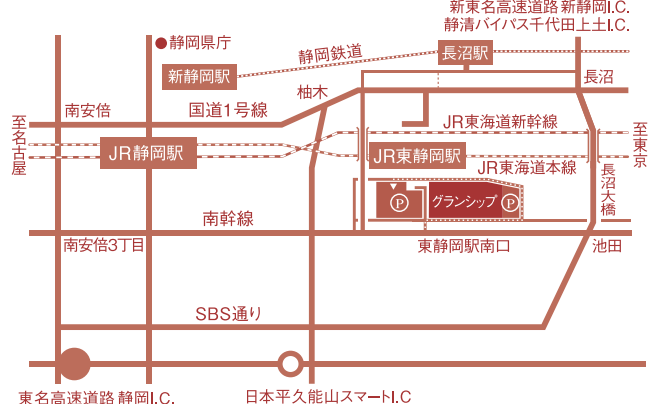 新東名高速道路 新静岡I.C.
静清バイパス千代田上土I.C.
静岡県庁
静岡鉄道
長沼駅
新静岡駅
長沼
柚木
南安倍
国道1号線
至名古屋
JR東海道新幹線
至東京
JR静岡駅
JR東静岡駅
JR東海道本線
長沼大橋
P
グランシップ
P
南幹線
南安倍3丁目
東静岡駅南口
池田
SBS通り
東名高速道路 静岡I.C.
日本平久能山スマートI.C